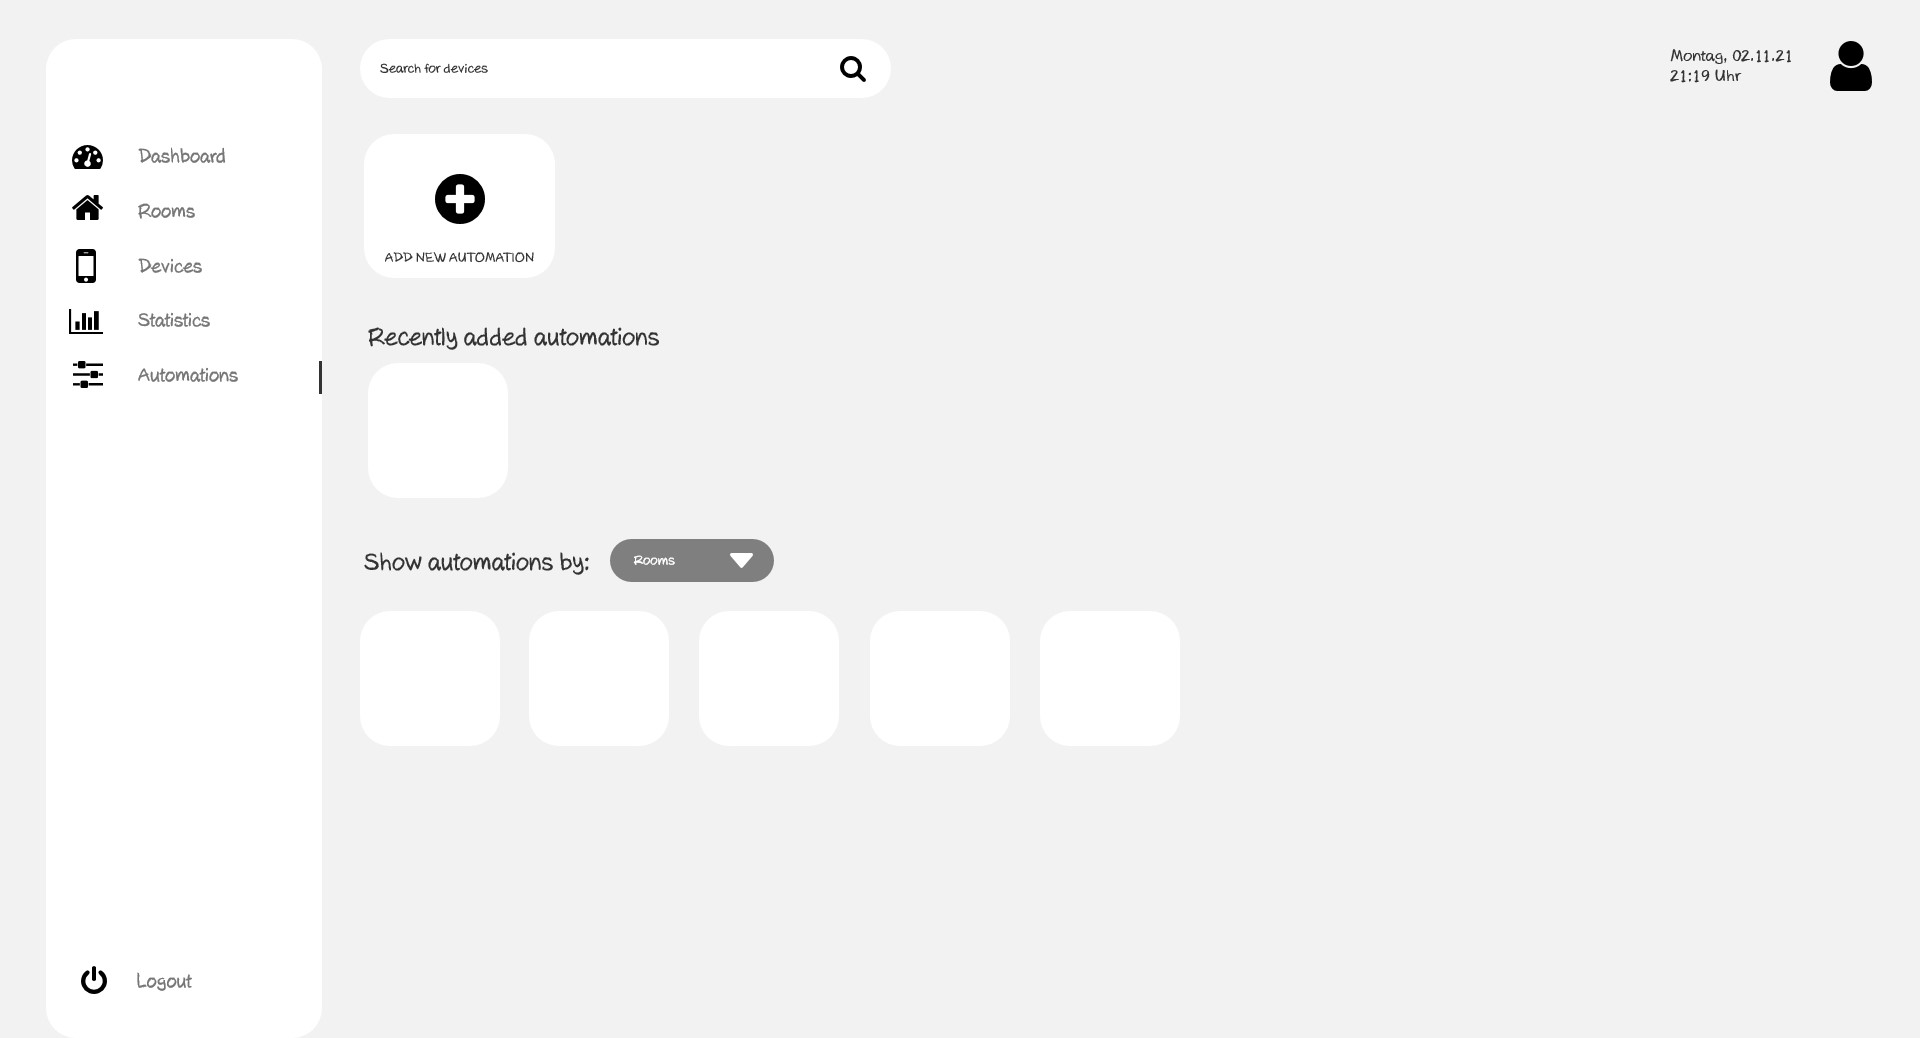 Search for devices
Montag, 02.11.21
21:19 Uhr
Dashboard
Rooms
Devices
Statistics
Automations
Logout
ADD NEW AUTOMATION
Recently added automations
Show automations by:
Rooms